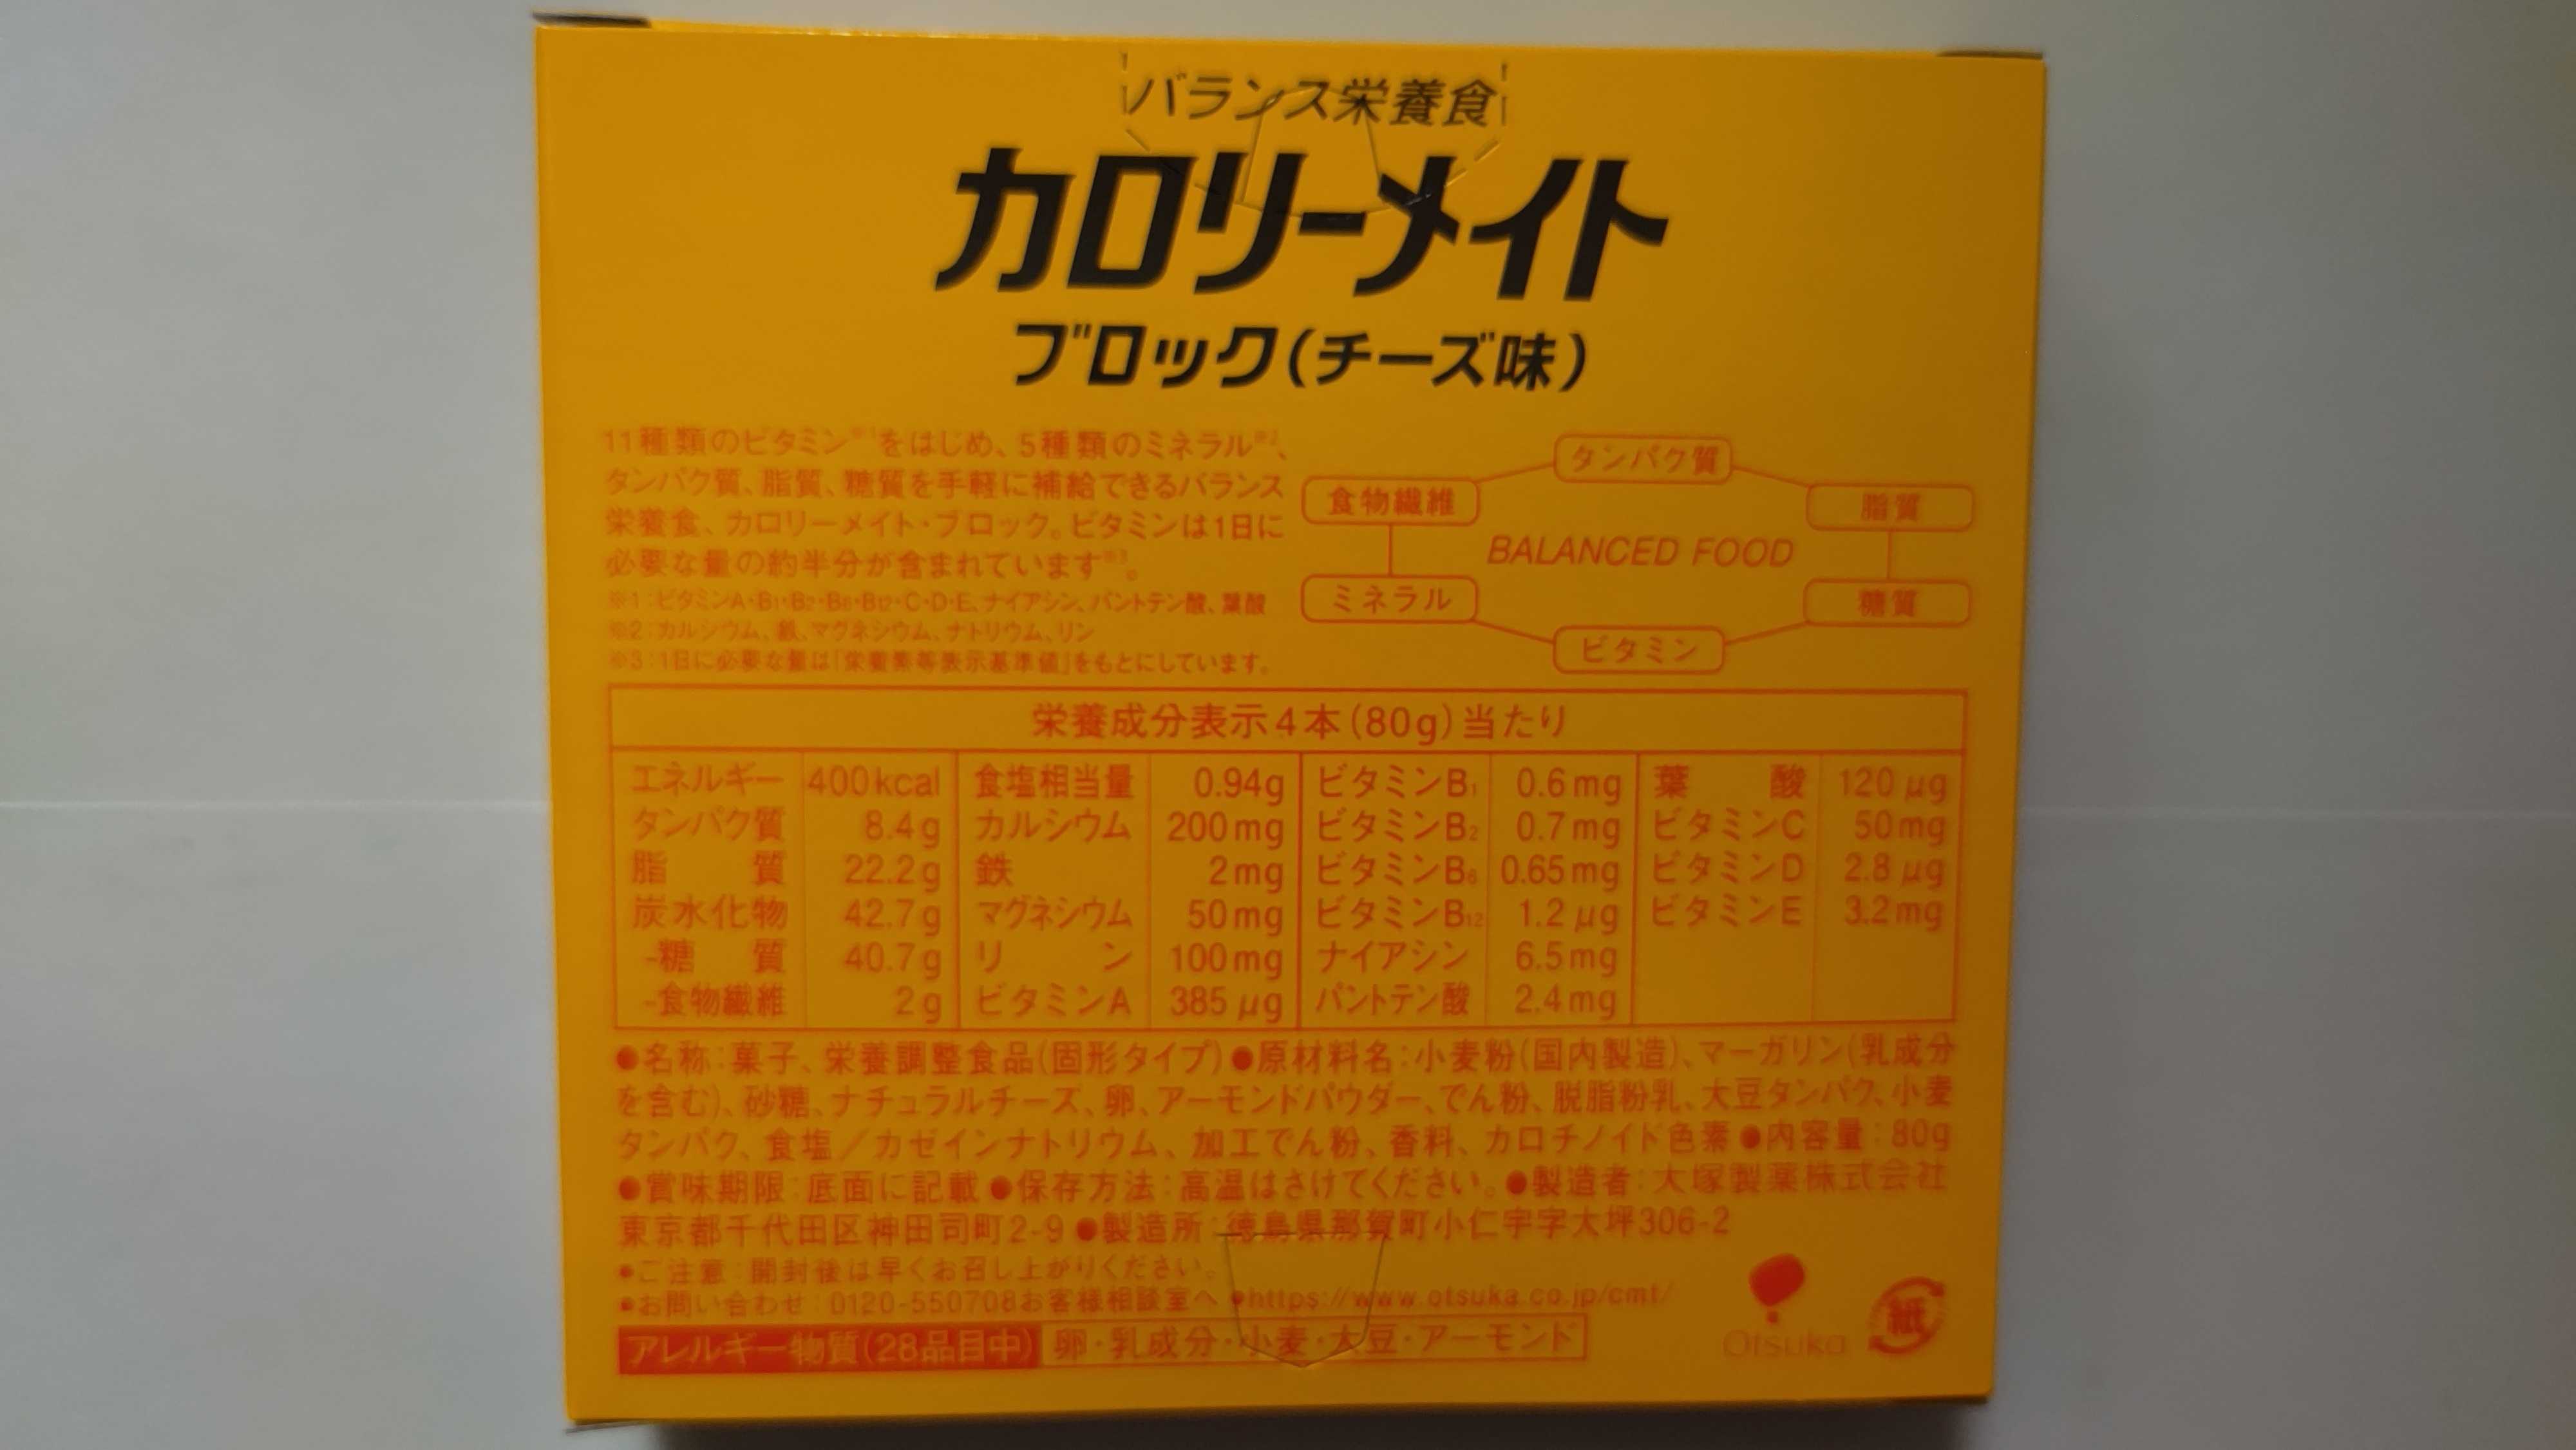 バランス栄養食
カロリーメイト
ブロック(チーズ味)
11種類のビタミン※1をはじめ、5種類のミネラル※2、
タンパク質、脂質、糖質を手軽に補給できるバランス
栄養食、カロリーメイト・ブロック。ビタミンは1日に
必要な量の約半分が含まれています※3。
※1:ビタミンA・B1・B2・B6・B12・C・D・E、ナイアシン、パントテン酸、葉酸
※2:カルシウム、鉄、マグネシウム、ナトリウム、リン
※3:1日に必要な量は「栄養素等表示基準値」をもとにしています。
タンパク質
食物繊維
脂質
BALANCED FOOD
ミネラル
糖質
ビタミン
栄養成分表示4本(80g)当たり
エネルギー 400kcal 食塩相当量 0.94g ビタミンB1 0.6mg 葉酸 120μg
タンパク質 8.4g カルシウム 200mg ビタミンB2 0.7mg ビタミンC 50mg
脂質 22.2g 鉄 2mg ビタミンB6 0.65mg ビタミンD 2.8μg
炭水化物 42.7g マグネシウム 50mg ビタミンB12 1.2μg ビタミンE 3.2mg
-糖質 40.7g リン 100mg ナイアシン 6.5mg
-食物繊維 2g ビタミンA 385μg パントテン酸 2.4mg
●名称:菓子、栄養調整食品(固形タイプ)●原材料名:小麦粉(国内製造)、マーガリン(乳成分
を含む)、砂糖、ナチュラルチーズ、卵、アーモンドパウダー、でん粉、脱脂粉乳、大豆タンパク、小麦
タンパク、食塩/カゼインナトリウム、加工でん粉、香料、カロチノイド色素●内容量:80g
●賞味期限:底面に記載●保存方法:高温はさけてください。●製造者:大塚製薬株式会社
東京都千代田区神田司町2-9●製造所:徳島県那賀町小仁宇字大坪306-2
●ご注意:開封後は早くお召し上がりください。
●お問い合わせ:0120-550708お客様相談室へ ●https://www.otsuka.co.jp/cmt/
アレルギー物質(28品目中) 卵・乳成分・小麦・大豆・アーモンド
Otsuka
紙